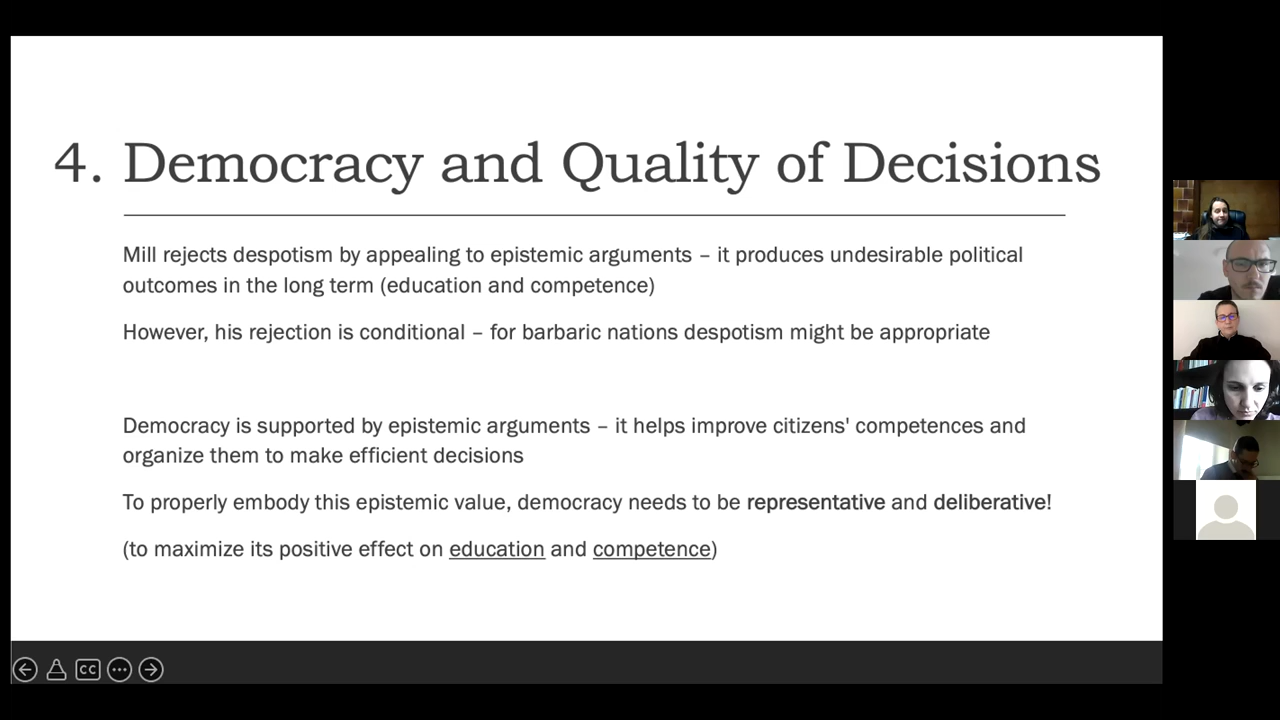 4. Democracy and Quality of Decisions
Mill rejects despotism by appealing to epistemic arguments – it produces undesirable political
outcomes in the long term (education and competence)
However, his rejection is conditional – for barbaric nations despotism might be appropriate
Democracy is supported by epistemic arguments – it helps improve citizens' competences and
organize them to make efficient decisions
To properly embody this epistemic value, democracy needs to be representative and deliberative!
(to maximize its positive effect on education and competence)
CC